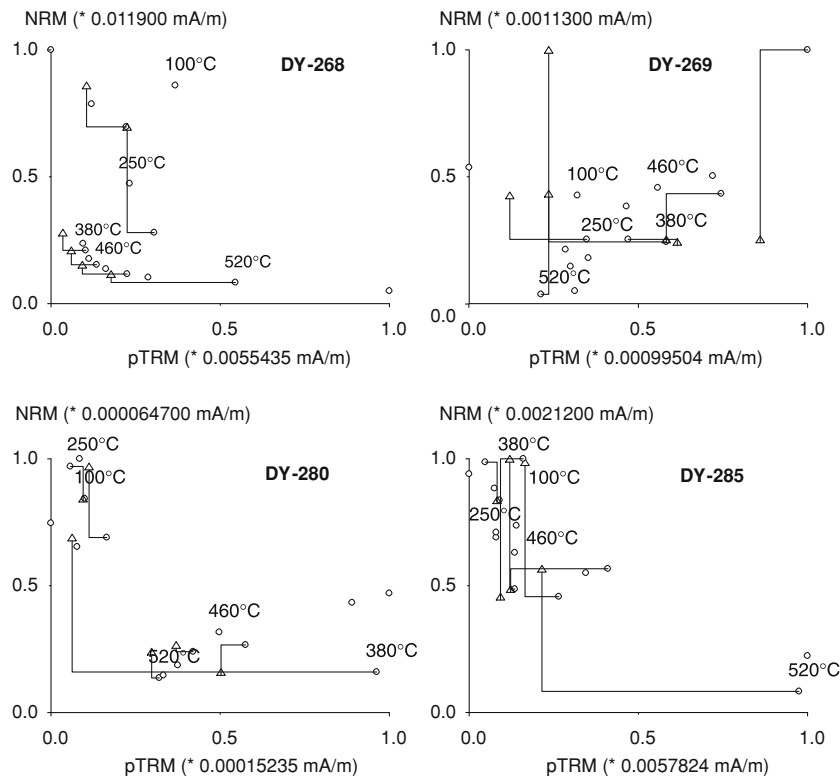 NRM (* 0.011900 mA/m)
1.0
100°C
DY-268
0.5
250°C
380°C
460°C
520°C
0.0
0.0
0.5
1.0
pTRM (* 0.0055435 mA/m)
NRM (* 0.0011300 mA/m)
1.0
DY-269
0.5
100°C
460°C
250°C
380°C
520°C
0.0
0.0
0.5
1.0
pTRM (* 0.00099504 mA/m)
NRM (* 0.000064700 mA/m)
250°C
1.0
100°C
DY-280
0.5
460°C
520°C
380°C
0.0
0.0
0.5
1.0
pTRM (* 0.00015235 mA/m)
NRM (* 0.0021200 mA/m)
380°C
1.0
100°C
DY-285
250°C
460°C
0.5
520°C
0.0
0.0
0.5
1.0
pTRM (* 0.0057824 mA/m)